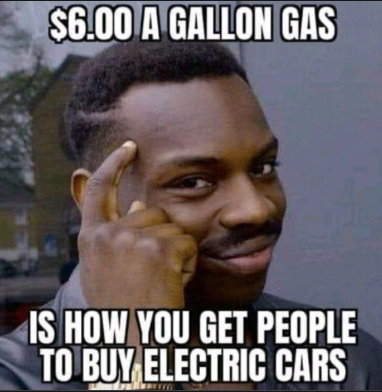 $6.00 A GALLON GAS
IS HOW YOU GET PEOPLE
TO BUY ELECTRIC CARS